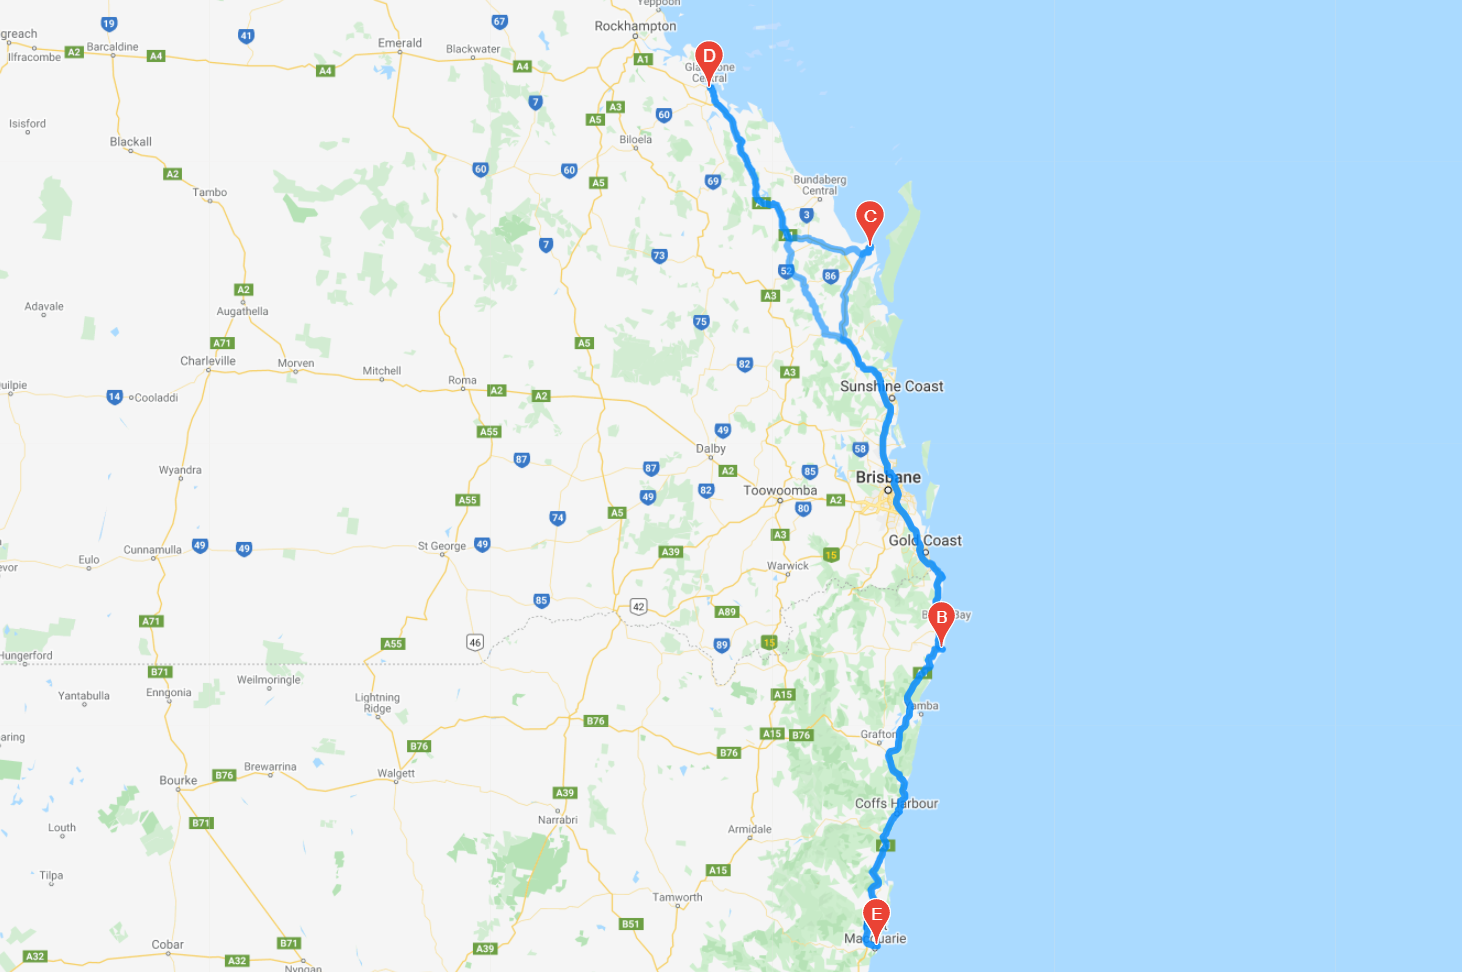 Yeppoon
19
67
Rockhampton
41
greach
Barcaldine
Emerald
Blackwater
A2
A4
Ilfracombe
A1
D
A4
A4
Gladstone
Central
7
A3
60
A5
Isisford
Blackall
Biloela
60
60
A2
69
Bundaberg
Central
A5
Tambo
3
C
7
73
52
86
A2
A3
Adavale
Augathella
75
A71
A5
Charleville
Morven
82
Mitchell
A3
Roma
Sunshine Coast
uilpie
A2
A2
14
Cooladdi
49
A55
Dalby
58
87
87
A2
85
Wyandra
Brisbane
Toowoomba
49
82
A2
A55
80
A5
74
A3
Gold Coast
St George
49
Cunnamulla
49
49
A39
15
Eulo
Warwick
evor
85
42
A89
B
Bay
A71
A55
46
89
15
Hungerford
B71
A1
Weilmoringle
Enngonia
Yantabulla
Lightning
Ridge
A15
amba
B76
A15
B76
Grafton
aring
B76
B76
Brewarrina
B76
Walgett
Bourke
A39
Coffs Harbour
B71
Narrabri
Louth
Armidale
A1
A15
Tilpa
Tamworth
E
B51
Cobar
B71
Macquarie
A39
A32
A32
Nyngan